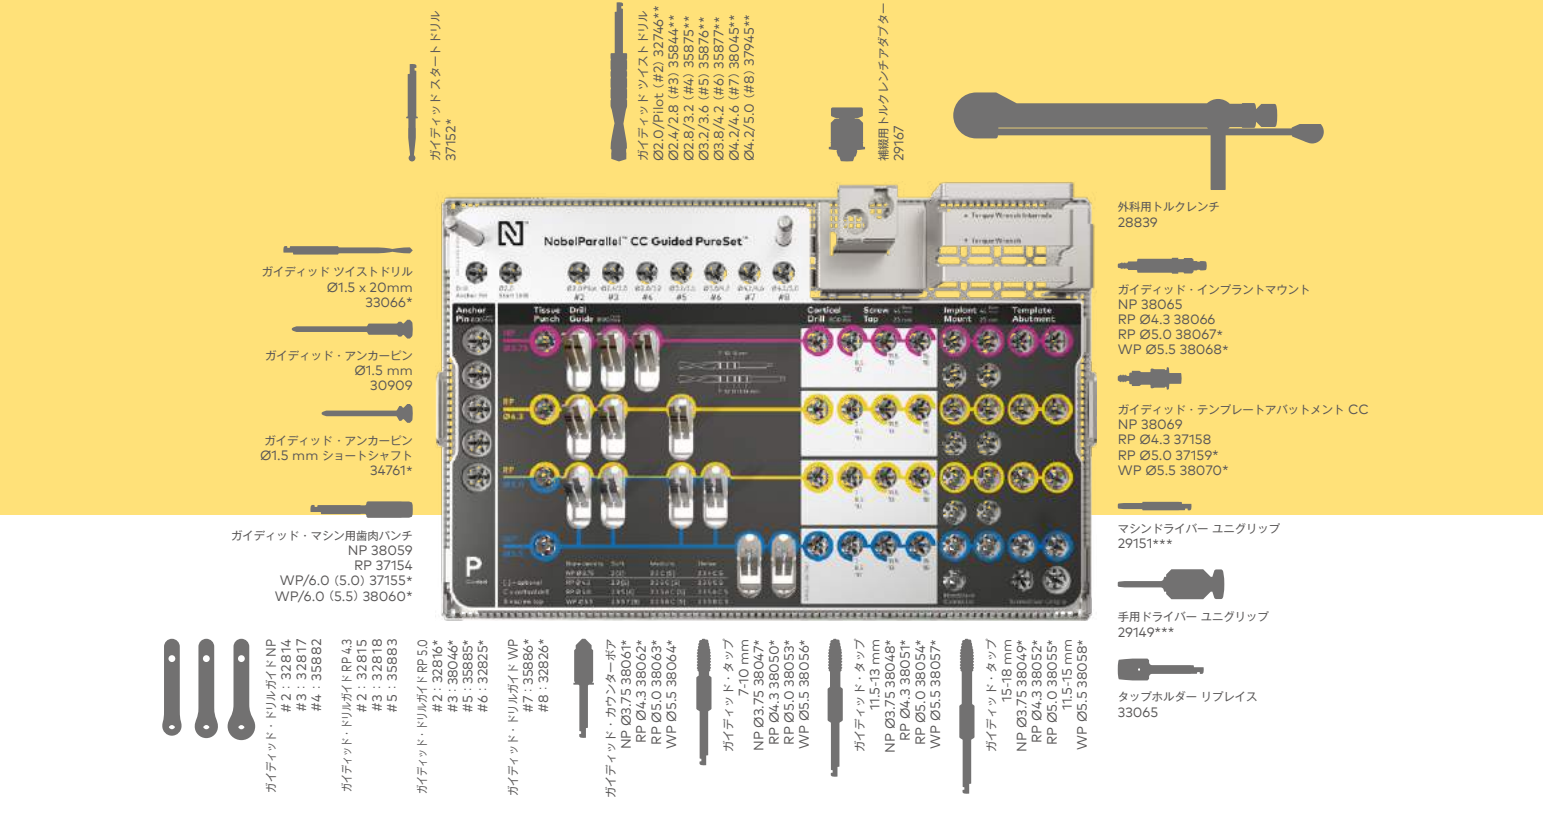 ガイディッド スタートドリル
37152*
ガイディッド ツイストドリル
Ø2.0/Pilot (#2) 32746**
Ø2.4/2.8 (#3) 35844**
Ø2.8/3.2 (#4) 35875**
Ø3.2/3.6 (#5) 35876**
Ø3.8/4.2 (#6) 35877**
Ø4.2/4.6 (#7) 38045**
Ø4.2/5.0 (#8) 37945**
補綴用トルクレンチアダプター
29167
外科用トルクレンチ
28839
ガイディッド ツイストドリル
Ø1.5 x 20mm
33066*
ガイディッド・アンカーピン
Ø1.5 mm
30909
ガイディッド・アンカーピン
Ø1.5 mm ショートシャフト
34761*
ガイディッド・マシン用歯肉パンチ
NP 38059
RP 37154
WP/6.0 (5.0) 37155*
WP/6.0 (5.5) 38060*
N
NobelParallel™ CC Guided PureSet™
Torque Wrench
#2 #3 #4 #5 #6 #7 #8
Anchor
Pin
Tissue
Punch
Drill
Guide
Cortical
Drill
Screw
Tap
Implant
Mount
Template
Abutment
NP
Ø3.75
RP
Ø4.3
RP
Ø5.0
P
ガイディッド・インプラントマウント
NP 38065
RP Ø4.3 38066
RP Ø5.0 38067*
WP Ø5.5 38068*
ガイディッド・テンプレートアバットメント CC
NP 38069
RP Ø4.3 37158
RP Ø5.0 37159*
WP Ø5.5 38070*
マシンドライバー ユニグリップ
29151***
手用ドライバー ユニグリップ
29149***
タップホルダー リプレイス
33065
ガイディッド・ドリルガイド NP
#2 : 32814
#3 : 32817
#4 : 35882
ガイディッド・ドリルガイド RP 4.3
#2 : 32815
#3 : 32818
#5 : 35883
ガイディッド・ドリルガイド RP 5.0
#2 : 32816*
#3 : 38046*
#5 : 35885*
#6 : 32825*
ガイディッド・ドリルガイド WP
#7 : 35886*
#8 : 32826*
ガイディッド・カウンターボア
NP Ø3.75 38061*
RP Ø4.3 38062*
RP Ø5.0 38063*
WP Ø5.5 38064*
ガイディッド・タップ
7-10 mm
NP Ø3.75 38047*
RP Ø4.3 38050*
RP Ø5.0 38053*
WP Ø5.5 38056*
ガイディッド・タップ
11.5-13 mm
NP Ø3.75 38048*
RP Ø4.3 38051*
RP Ø5.0 38054*
WP Ø5.5 38057*
ガイディッド・タップ
15-18 mm
NP Ø3.75 38049*
RP Ø4.3 38052*
RP Ø5.0 38055*
11.5-15 mm
WP Ø5.5 38058*